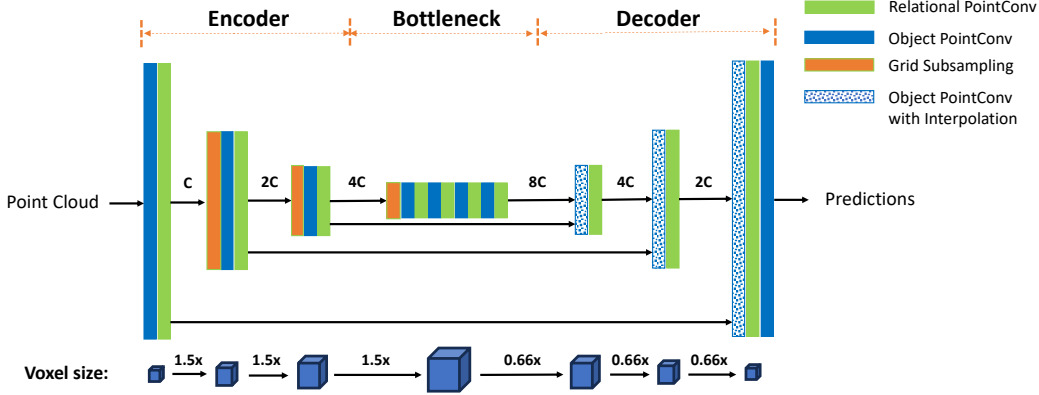 Encoder
Bottleneck
Decoder
Relational PointConv
Object PointConv
Grid Subsampling
Object PointConv
with Interpolation
Point Cloud
C
2C
4C
8C
4C
2C
Predictions
Voxel size:
1.5x
1.5x
1.5x
0.66x
0.66x
0.66x